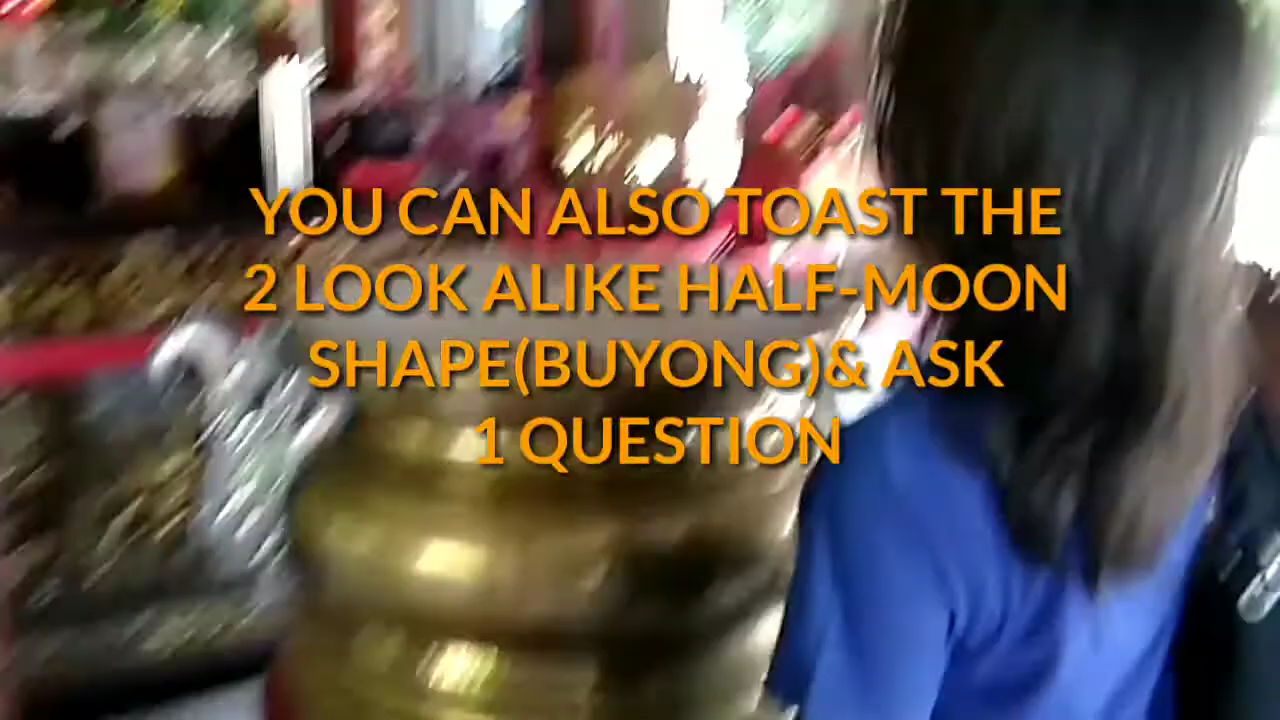 YOU CAN ALSO TOAST THE
2 LOOK ALIKE HALF-MOON
SHAPE(BUYONG)& ASK
1 QUESTION